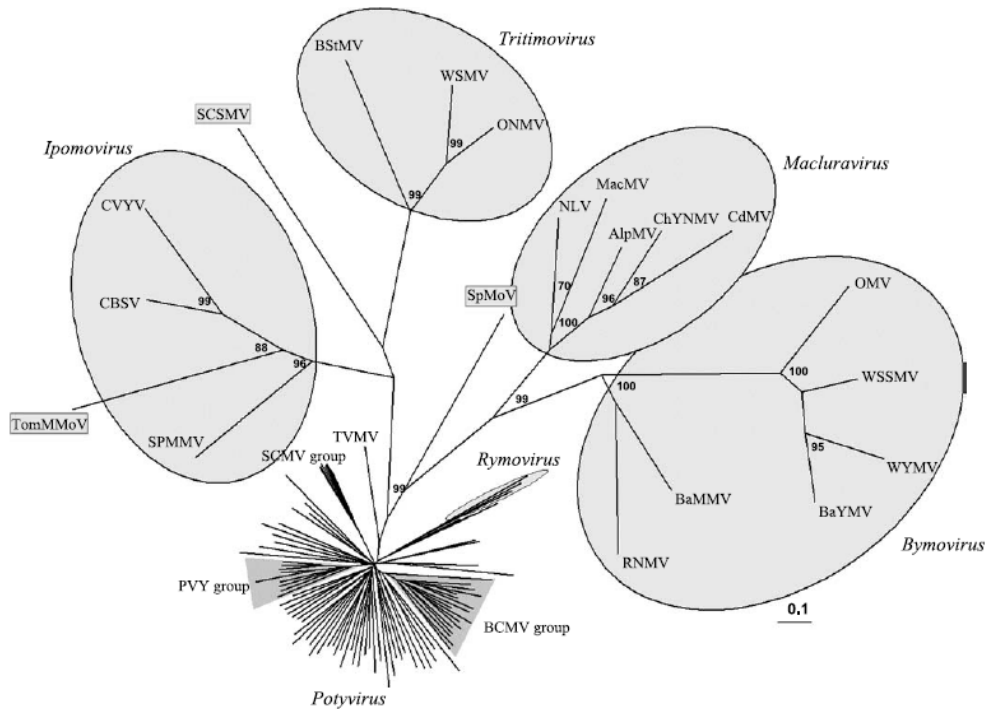 Tritimovirus
BStMV
WSMV
ONMV
99
99
SCSMV
Ipomovirus
CVYV
CBSV
99
88
96
TomMMoV
SPMMV
Macluravirus
MacMV
NLV
ChYNMV
CdMV
AlpMV
70
87
96
100
SpMoV
OMV
100
WSSMV
95
WYMV
BaYMV
100
BaMMV
RNMV
Bymovirus
0.1
99
99
TVMV
SCMV group
Rymovirus
PVY group
BCMV group
Potyvirus